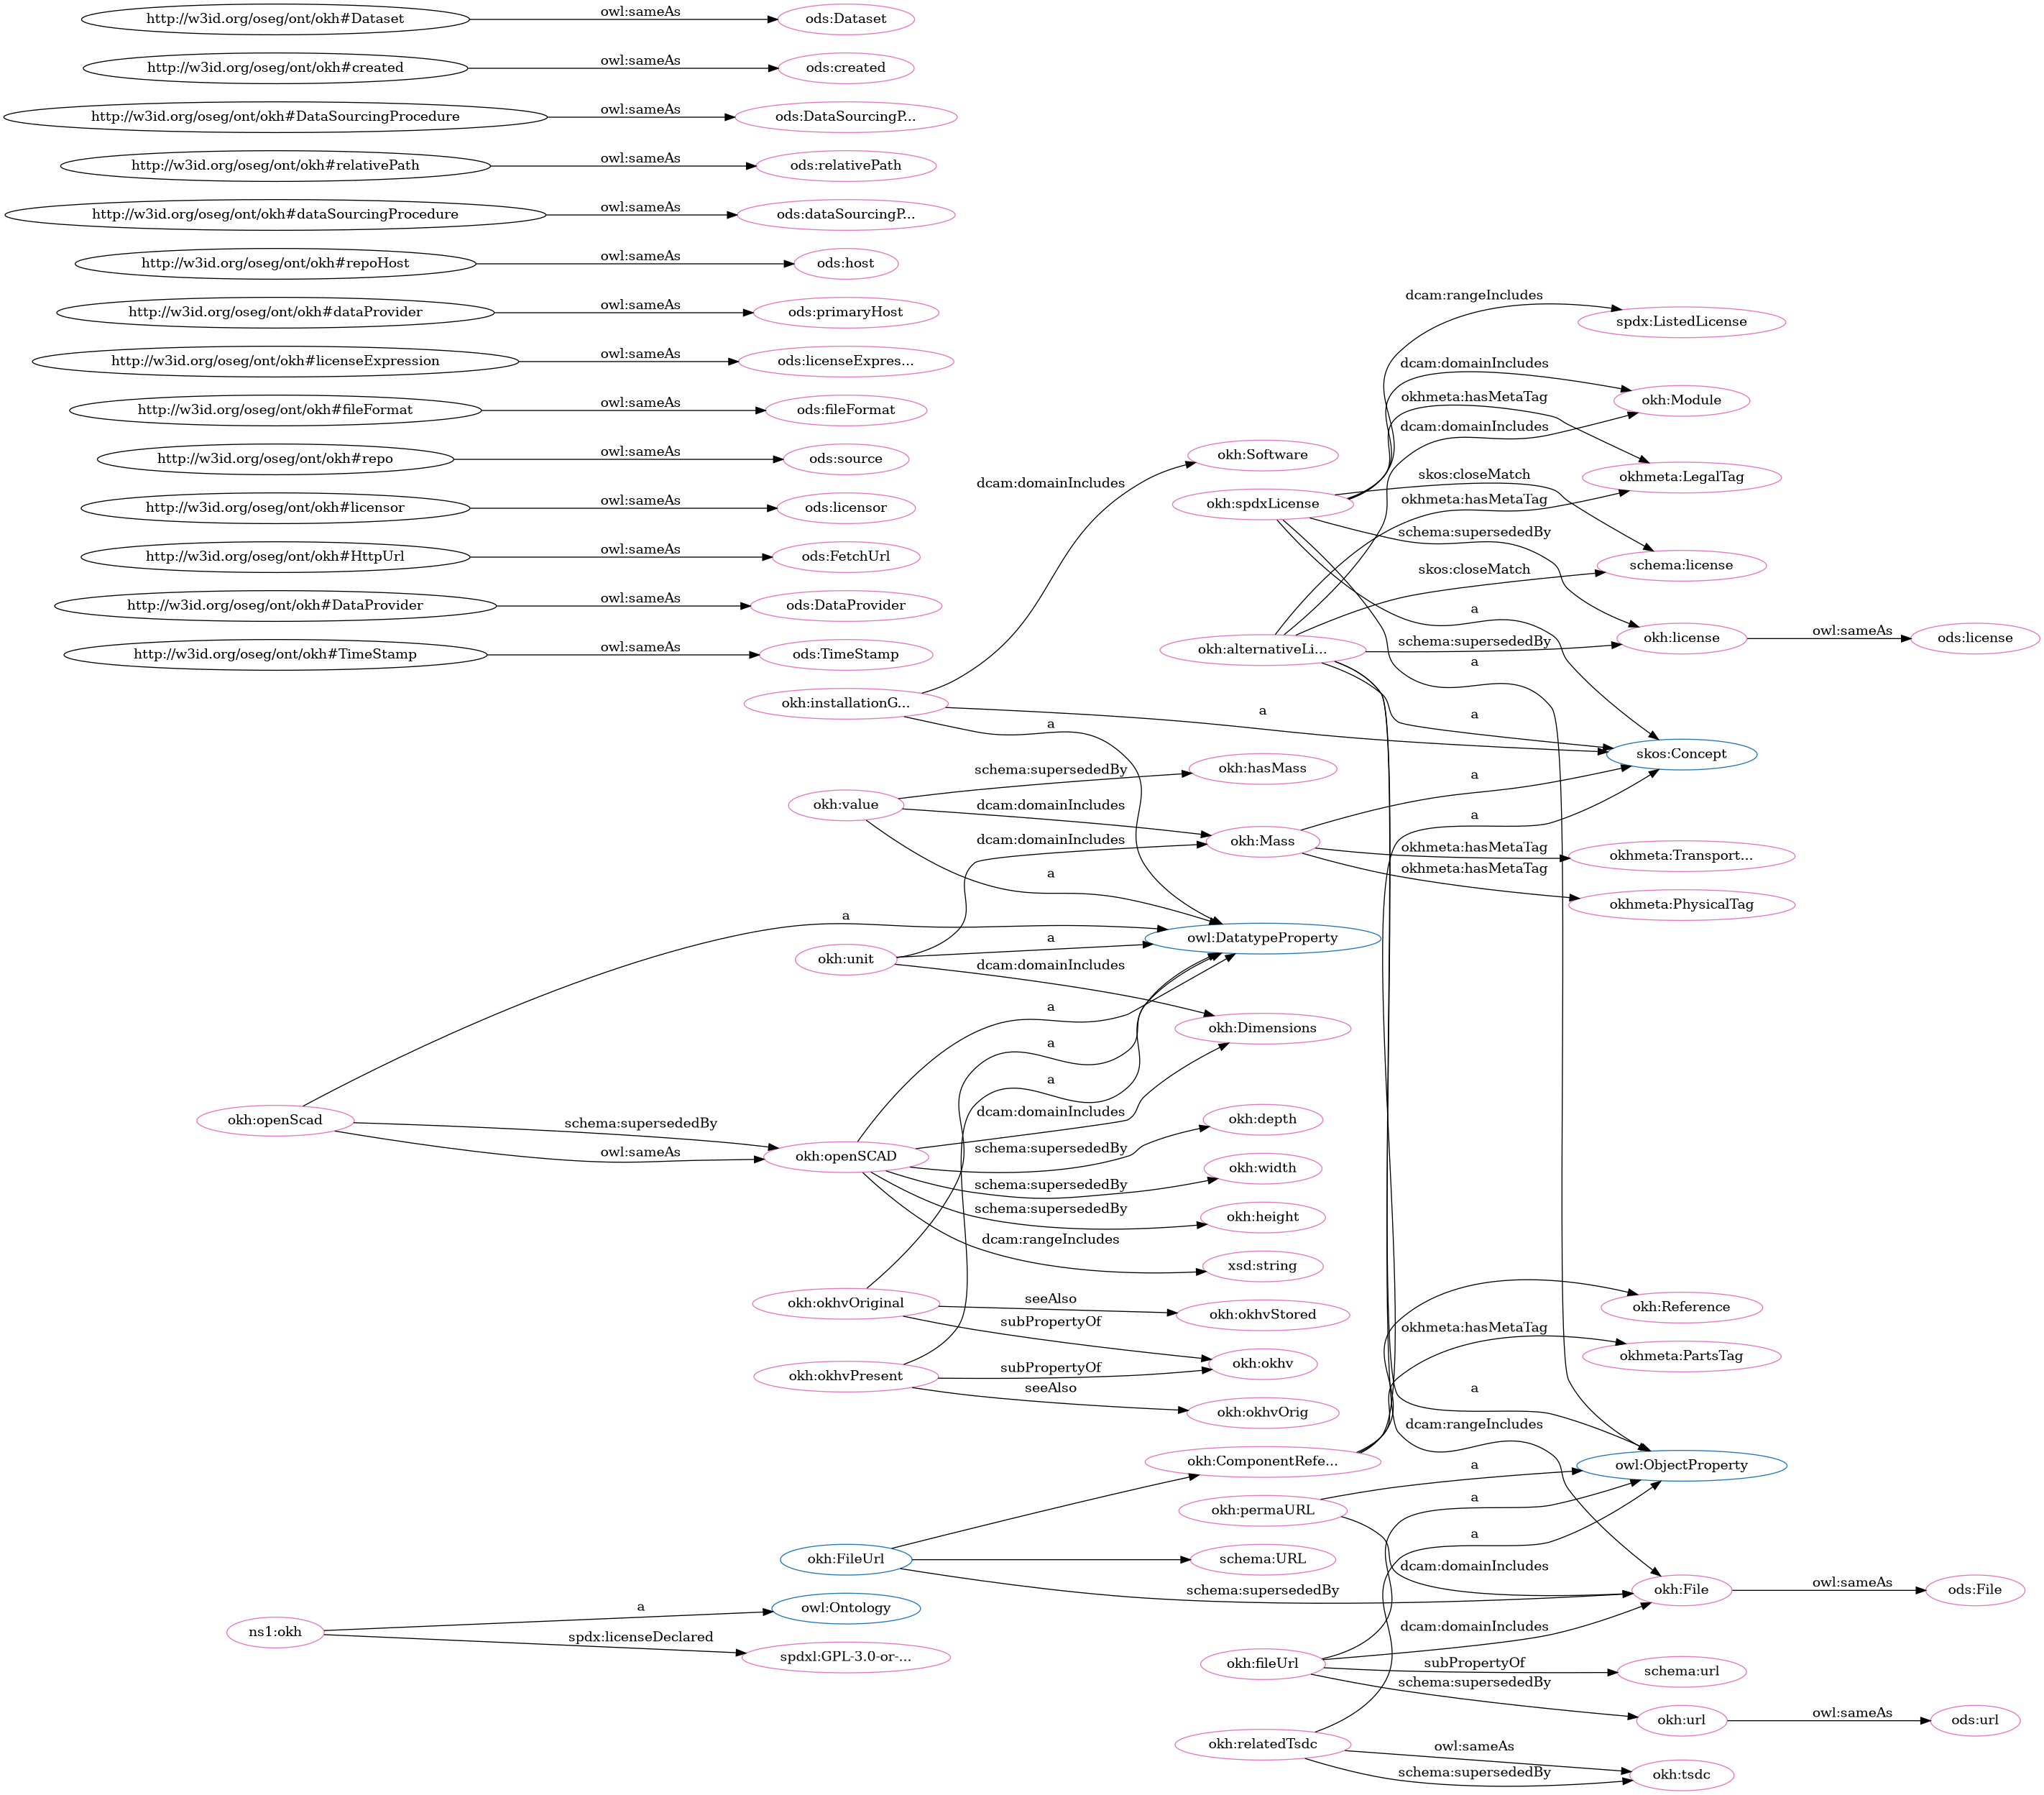 http://w3id.org/oseg/ont/okh#Dataset owl:sameAs ods:Dataset
http://w3id.org/oseg/ont/okh#created owl:sameAs ods:created
http://w3id.org/oseg/ont/okh#DataSourcingProcedure owl:sameAs ods:DataSourcingP...
http://w3id.org/oseg/ont/okh#relativePath owl:sameAs ods:relativePath
http://w3id.org/oseg/ont/okh#dataSourcingProcedure owl:sameAs ods:dataSourcingP...
http://w3id.org/oseg/ont/okh#repoHost owl:sameAs ods:host
http://w3id.org/oseg/ont/okh#dataProvider owl:sameAs ods:primaryHost
http://w3id.org/oseg/ont/okh#licenseExpression owl:sameAs ods:licenseExpres...
http://w3id.org/oseg/ont/okh#fileFormat owl:sameAs ods:fileFormat
http://w3id.org/oseg/ont/okh#repo owl:sameAs ods:source
http://w3id.org/oseg/ont/okh#licensor owl:sameAs ods:licensor
http://w3id.org/oseg/ont/okh#HttpUrl owl:sameAs ods:FetchUrl
http://w3id.org/oseg/ont/okh#DataProvider owl:sameAs ods:DataProvider
http://w3id.org/oseg/ont/okh#TimeStamp owl:sameAs ods:TimeStamp
okh:installationG...
dcam:domainIncludes
a
a
okh:value
schema:supersededBy
dcam:domainIncludes
a
okh:unit
dcam:domainIncludes
a
dcam:domainIncludes
okh:openScad
a
schema:supersededBy
owl:sameAs
okh:openSCAD
a
dcam:domainIncludes
schema:supersededBy
schema:supersededBy
schema:supersededBy
dcam:rangeIncludes
okh:okhvOriginal
a
seeAlso
subPropertyOf
okh:okhvPresent
a
subPropertyOf
seeAlso
okh:FileUrl
schema:supersededBy
ns1:okh
a
owl:Ontology
spdx:licenseDeclared
spdxl:GPL-3.0-or-...
okh:Software
okh:spdxLicense
dcam:rangeIncludes
dcam:domainIncludes
okhmeta:hasMetaTag
skos:closeMatch
schema:supersededBy
a
a
okh:alternativeLi...
dcam:domainIncludes
okhmeta:hasMetaTag
skos:closeMatch
schema:supersededBy
a
a
dcam:rangeIncludes
okh:hasMass
okh:Mass
a
okhmeta:hasMetaTag
okhmeta:hasMetaTag
owl:DatatypeProperty
okh:Dimensions
okh:depth
okh:width
okh:height
xsd:string
okh:okhvStored
okh:okhv
okh:okhvOrig
okh:ComponentRefe...
a
okhmeta:hasMetaTag
okh:permaURL
a
dcam:domainIncludes
schema:URL
okh:fileUrl
a
dcam:domainIncludes
subPropertyOf
schema:supersededBy
okh:relatedTsdc
a
owl:sameAs
schema:supersededBy
spdx:ListedLicense
okh:Module
okhmeta:LegalTag
schema:license
okh:license owl:sameAs ods:license
skos:Concept
okhmeta:Transport...
okhmeta:PhysicalTag
okh:Reference
okhmeta:PartsTag
owl:ObjectProperty
okh:File owl:sameAs ods:File
schema:url
okh:url owl:sameAs ods:url
okh:tsdc